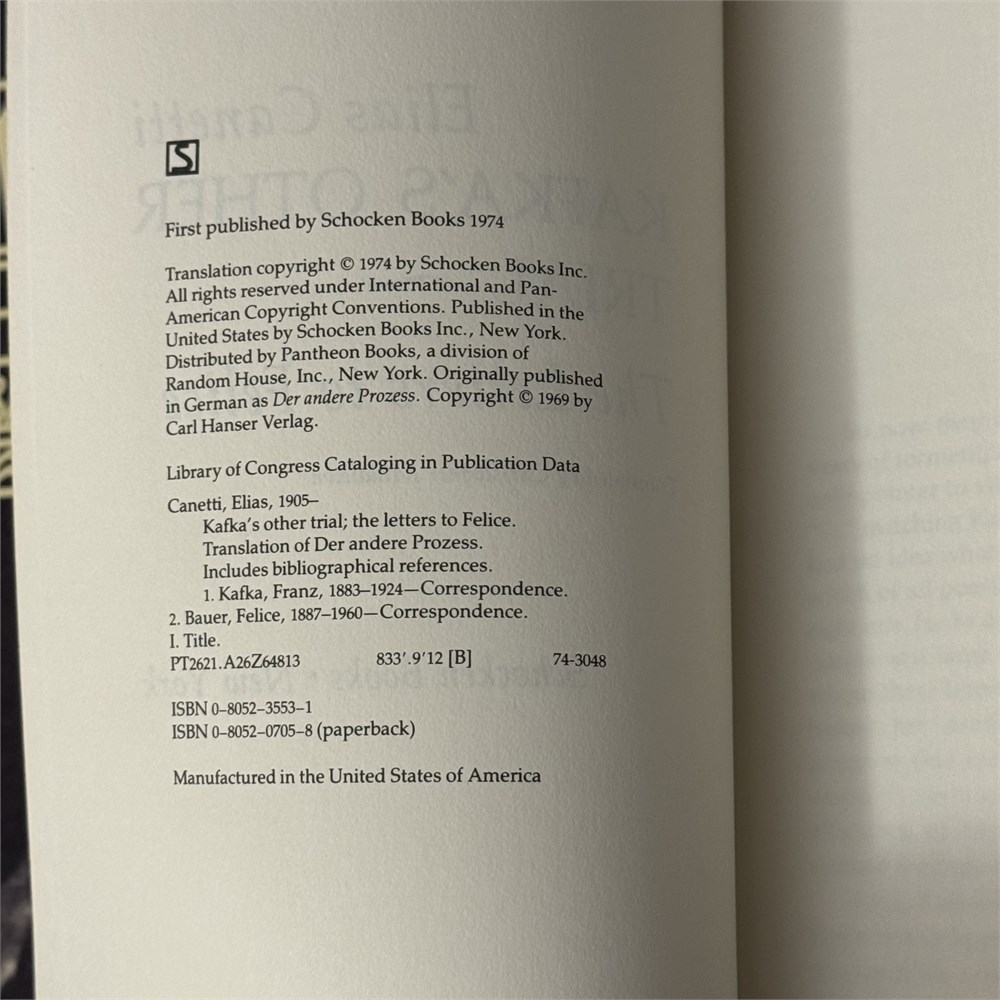 S
First published by Schocken Books 1974
Translation copyright © 1974 by Schocken Books Inc.
All rights reserved under International and Pan-
American Copyright Conventions. Published in the
United States by Schocken Books Inc., New York.
Distributed by Pantheon Books, a division of
Random House, Inc., New York. Originally published
in German as Der andere Prozess. Copyright © 1969 by
Carl Hanser Verlag.
Library of Congress Cataloging in Publication Data
Canetti, Elias, 1905–
Kafka's other trial; the letters to Felice.
Translation of Der andere Prozess.
Includes bibliographical references.
1. Kafka, Franz, 1883–1924—Correspondence.
2. Bauer, Felice, 1887–1960—Correspondence.
I. Title.
PT2621.A26Z64813 833'.9'12 [B] 74-3048
ISBN 0–8052–3553–1
ISBN 0–8052–0705–8 (paperback)
Manufactured in the United States of America